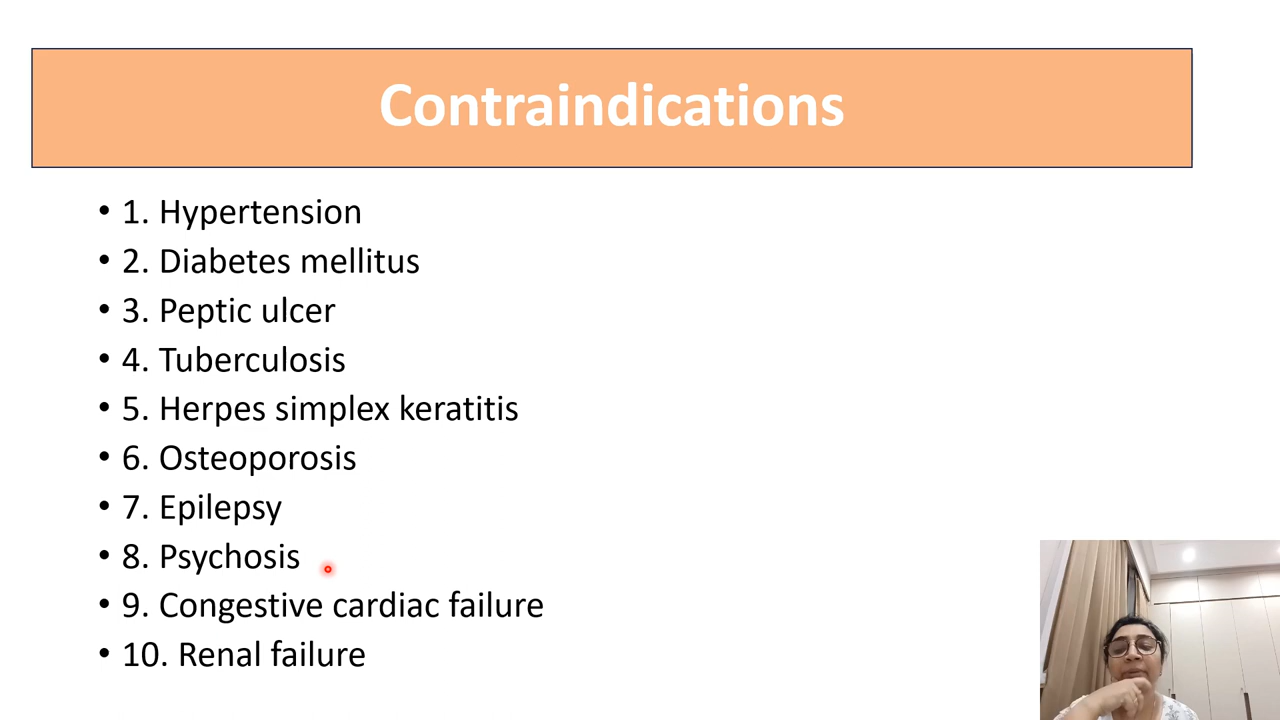 Contraindications
• 1. Hypertension
• 2. Diabetes mellitus
• 3. Peptic ulcer
• 4. Tuberculosis
• 5. Herpes simplex keratitis
• 6. Osteoporosis
• 7. Epilepsy
• 8. Psychosis
• 9. Congestive cardiac failure
• 10. Renal failure